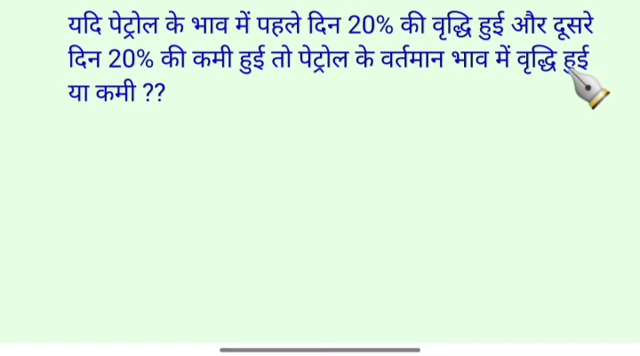 यदि पेट्रोल के भाव में पहले दिन 20% की वृद्धि हुई और दूसरे
दिन 20% की कमी हुई तो पेट्रोल के वर्तमान भाव में वृद्धि हुई
या कमी ??